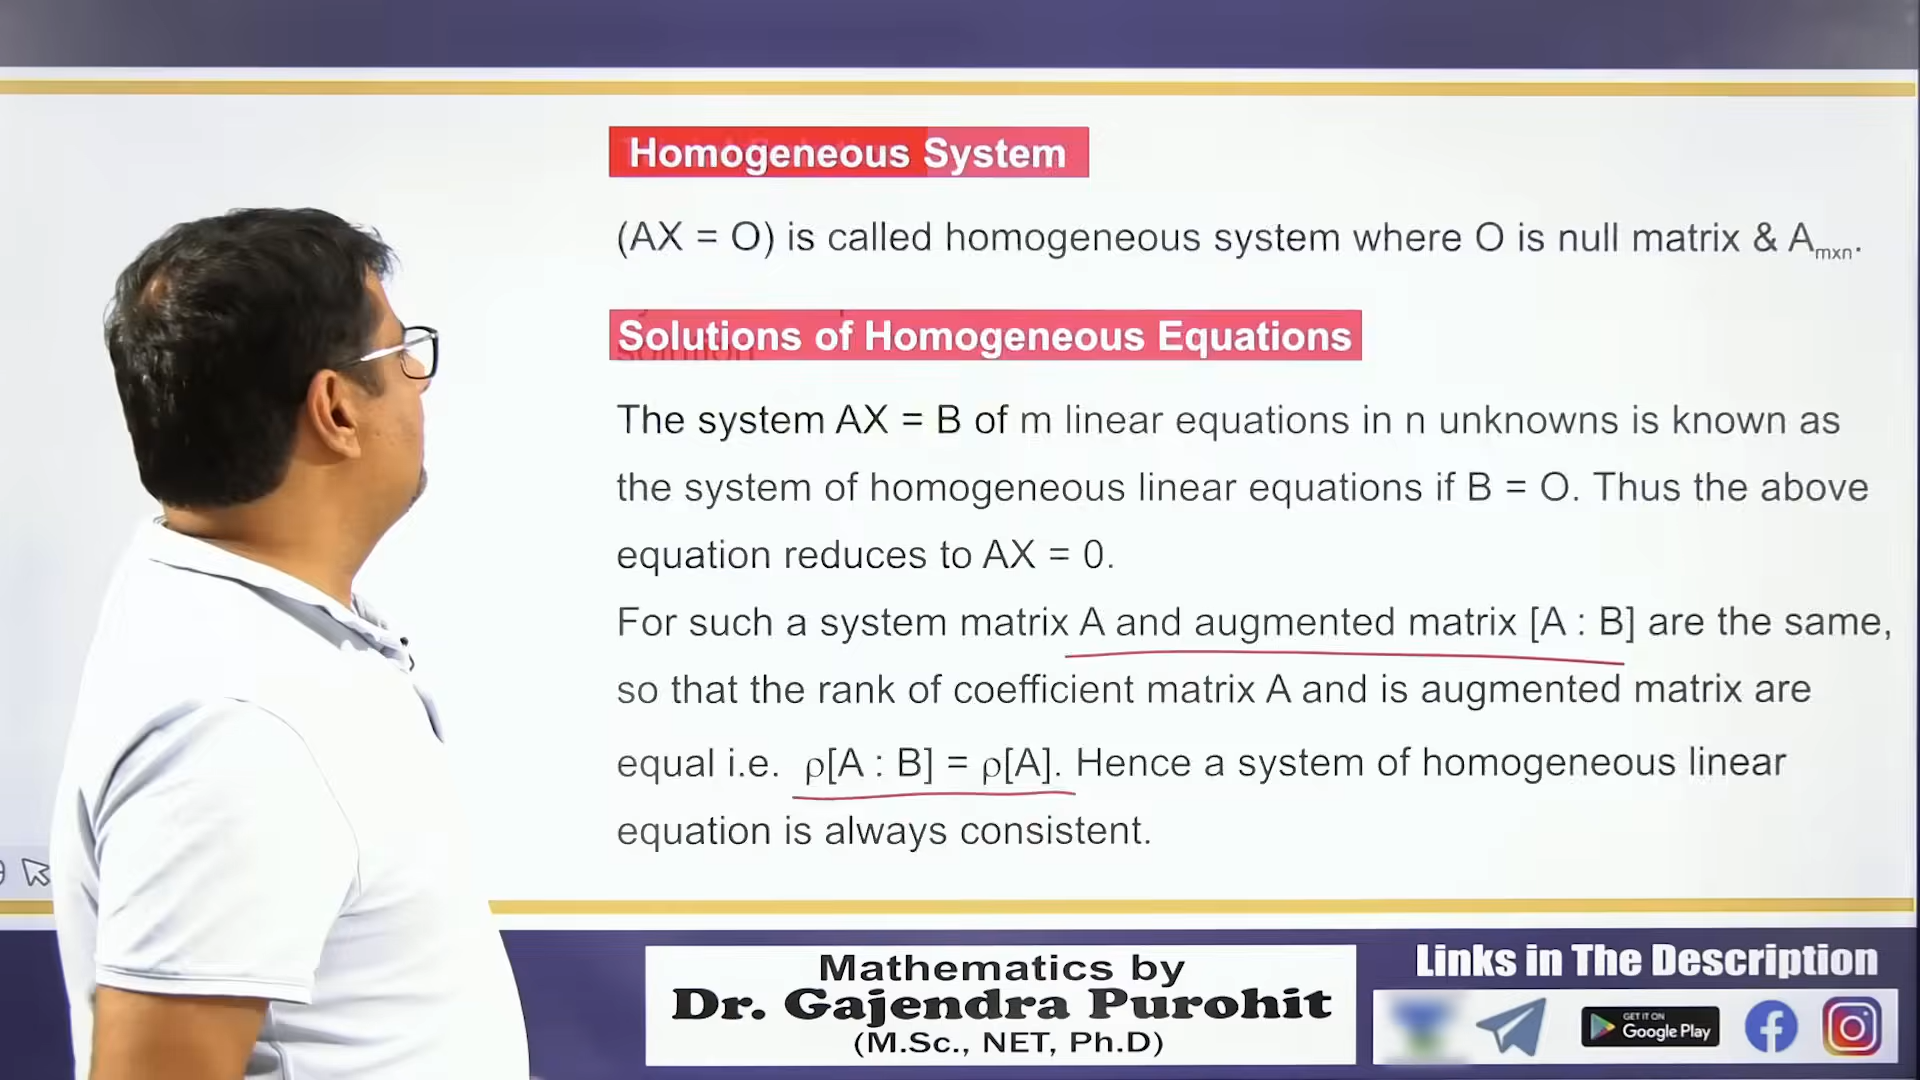 Homogeneous System
(AX = O) is called homogeneous system where O is null matrix & Amxn.
Solutions of Homogeneous Equations
The system AX = B of m linear equations in n unknowns is known as
the system of homogeneous linear equations if B = O. Thus the above
equation reduces to AX = 0.
For such a system matrix A and augmented matrix [A : B] are the same,
so that the rank of coefficient matrix A and is augmented matrix are
equal i.e. ρ[A : B] = ρ[A]. Hence a system of homogeneous linear
equation is always consistent.
Mathematics by
Dr. Gajendra Purohit
(M.Sc., NET, Ph.D)
Links in The Description
GET IT ON
Google Play